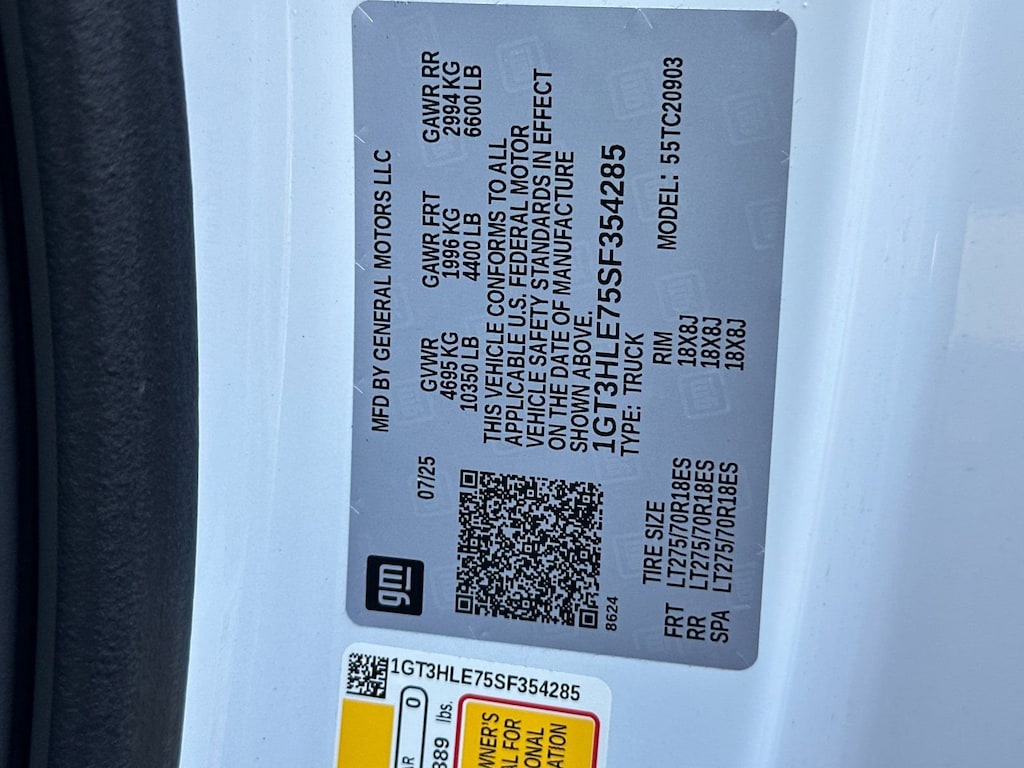 gm
MFD BY GENERAL MOTORS LLC
07/25
GVWR GAWR FRT GAWR RR
4695 KG 1996 KG 2994 KG
10350 LB 4400 LB 6600 LB
THIS VEHICLE CONFORMS TO ALL
APPLICABLE U.S. FEDERAL MOTOR
VEHICLE SAFETY STANDARDS IN EFFECT
ON THE DATE OF MANUFACTURE
SHOWN ABOVE.
1GT3HLE75SF354285
TYPE: TRUCK
8624
TIRE SIZE RIM MODEL: 55TC20903
FRT LT275/70R18ES 18X8J
RR LT275/70R18ES 18X8J
SPA LT275/70R18ES 18X8J
1GT3HLE75SF354285
0
389 lbs.